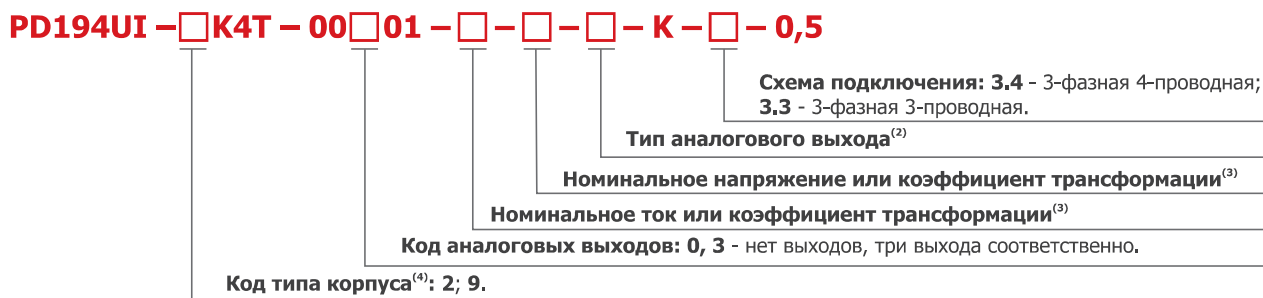 PD194UI – □K4T – 00□01 – □ – □ – □ – K – □ – 0,5
Схема подключения: 3.4 - 3-фазная 4-проводная;
3.3 - 3-фазная 3-проводная.
Тип аналогового выхода⁽²⁾
Номинальное напряжение или коэффициент трансформации⁽³⁾
Номинальное ток или коэффициент трансформации⁽³⁾
Код аналоговых выходов: 0, 3 - нет выходов, три выхода соответственно.
Код типа корпуса⁽⁴⁾: 2; 9.